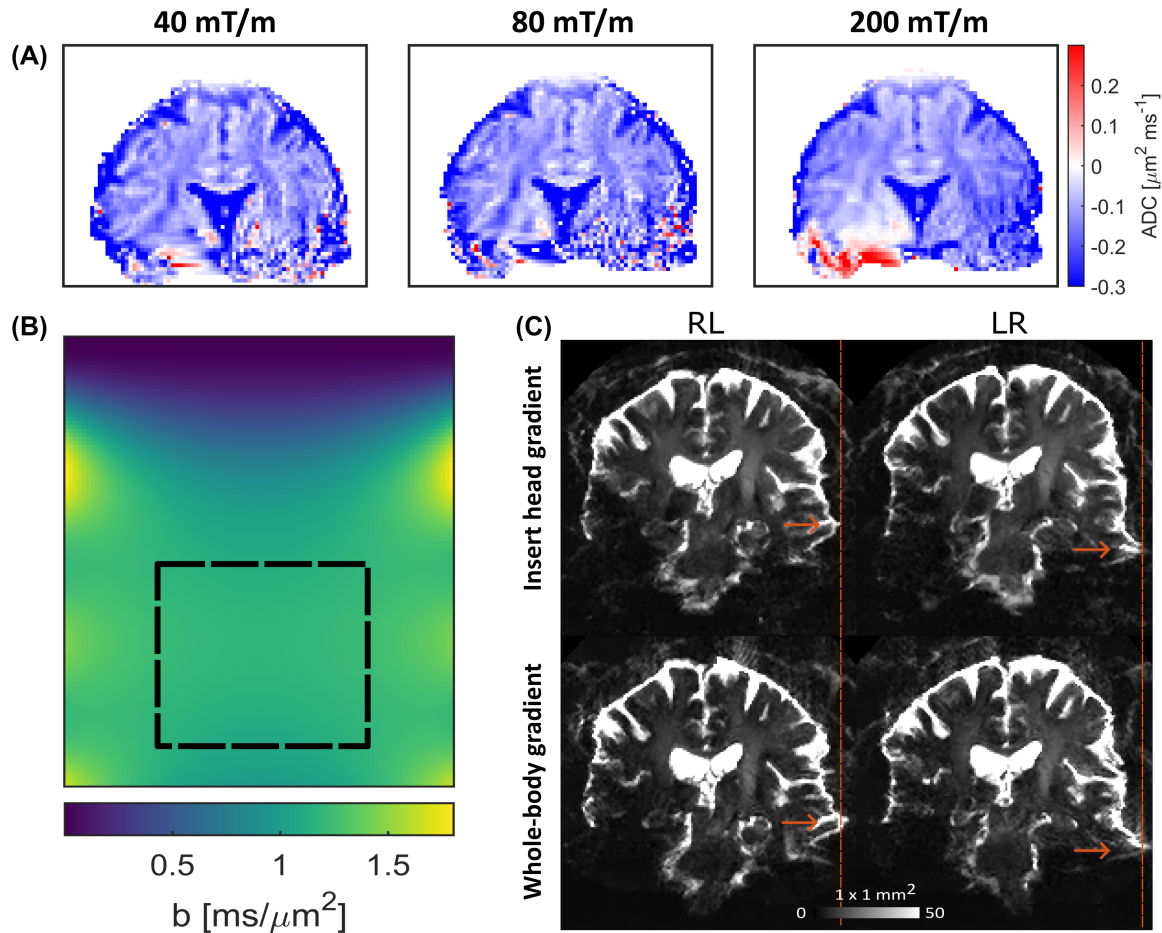 40 mT/m 80 mT/m 200 mT/m
(A)
0.2
0.1
0
-0.1
-0.2
-0.3
ADC [μm² ms⁻¹]
(B)
0.5 1 1.5
b [ms/μm²]
(C)
RL LR
Insert head gradient
Whole-body gradient
1 x 1 mm²
0 50